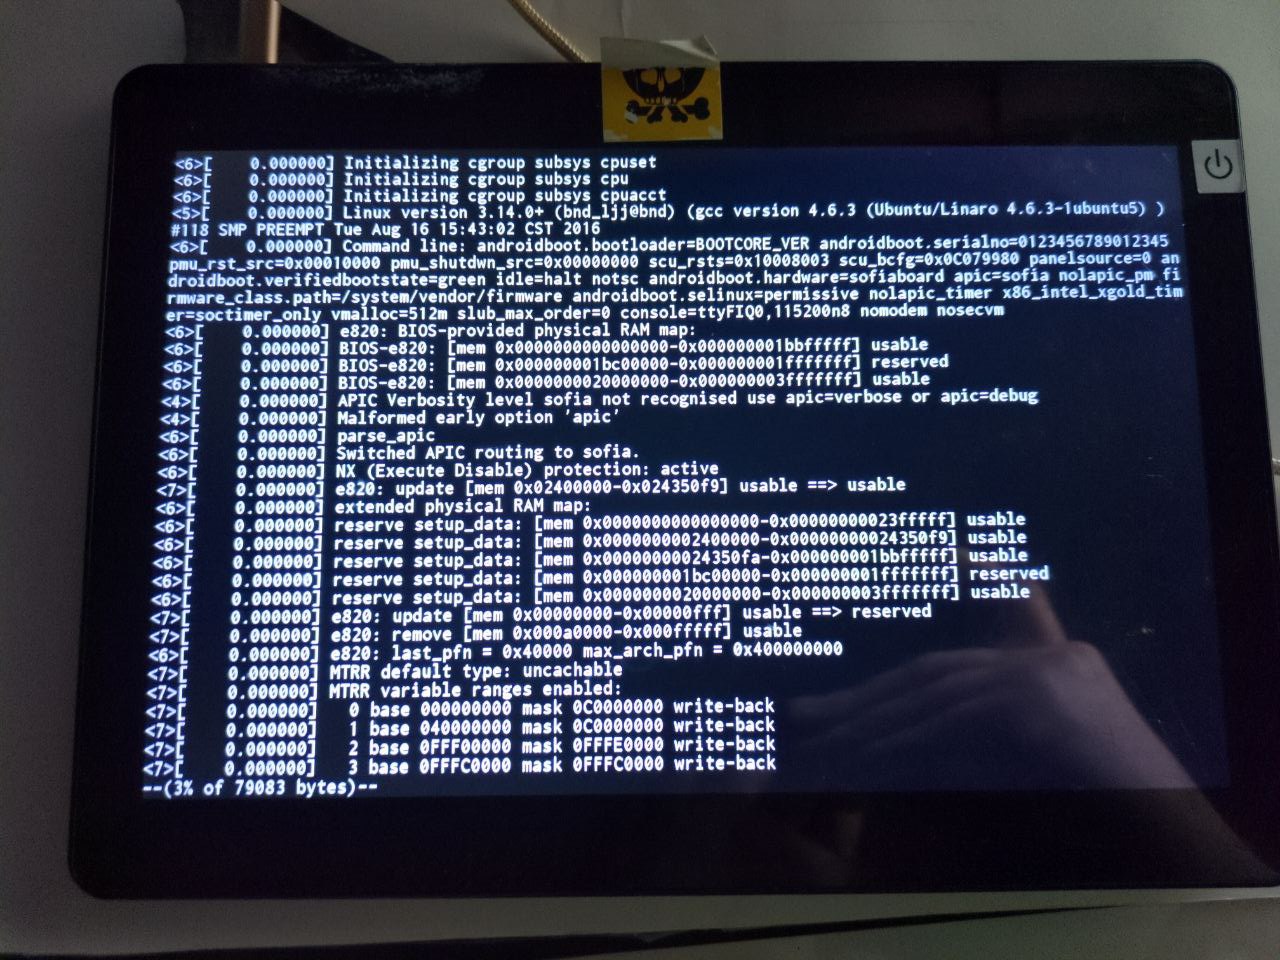 <6>[    0.000000] Initializing cgroup subsys cpuset
<6>[    0.000000] Initializing cgroup subsys cpu
<6>[    0.000000] Initializing cgroup subsys cpuacct
<5>[    0.000000] Linux version 3.14.0+ (bnd_ljj@bnd) (gcc version 4.6.3 (Ubuntu/Linaro 4.6.3-1ubuntu5) )
#118 SMP PREEMPT Tue Aug 16 15:43:02 CST 2016
<6>[    0.000000] Command line: androidboot.bootloader=BOOTCORE_VER androidboot.serialno=0123456789012345
pmu_rst_src=0x00010000 pmu_shutdwn_src=0x00000000 scu_rsts=0x10008003 scu_bcfg=0x0C079980 panelsource=0 an
droidboot.verifiedbootstate=green idle=halt notsc androidboot.hardware=sofiaboard apic=sofia nolapic_pm fi
rmware_class.path=/system/vendor/firmware androidboot.selinux=permissive nolapic_timer x86_intel_xgold_tim
er=soctimer_only vmalloc=512m slub_max_order=0 console=ttyFIQ0,115200n8 nomodem nosecvm
<6>[    0.000000] e820: BIOS-provided physical RAM map:
<6>[    0.000000] BIOS-e820: [mem 0x0000000000000000-0x000000001bbfffff] usable
<6>[    0.000000] BIOS-e820: [mem 0x000000001bc00000-0x000000001fffffff] reserved
<6>[    0.000000] BIOS-e820: [mem 0x0000000020000000-0x000000003fffffff] usable
<4>[    0.000000] APIC Verbosity level sofia not recognised use apic=verbose or apic=debug
<4>[    0.000000] Malformed early option 'apic'
<6>[    0.000000] parse_apic
<6>[    0.000000] Switched APIC routing to sofia.
<6>[    0.000000] NX (Execute Disable) protection: active
<7>[    0.000000] e820: update [mem 0x02400000-0x024350f9] usable ==> usable
<6>[    0.000000] extended physical RAM map:
<6>[    0.000000] reserve setup_data: [mem 0x0000000000000000-0x00000000023fffff] usable
<6>[    0.000000] reserve setup_data: [mem 0x0000000002400000-0x00000000024350f9] usable
<6>[    0.000000] reserve setup_data: [mem 0x00000000024350fa-0x000000001bbfffff] usable
<6>[    0.000000] reserve setup_data: [mem 0x000000001bc00000-0x000000001fffffff] reserved
<6>[    0.000000] reserve setup_data: [mem 0x0000000020000000-0x000000003fffffff] usable
<7>[    0.000000] e820: update [mem 0x00000000-0x00000fff] usable ==> reserved
<7>[    0.000000] e820: remove [mem 0x000a0000-0x000fffff] usable
<6>[    0.000000] e820: last_pfn = 0x40000 max_arch_pfn = 0x400000000
<7>[    0.000000] MTRR default type: uncachable
<7>[    0.000000] MTRR variable ranges enabled:
<7>[    0.000000]   0 base 000000000 mask 0C0000000 write-back
<7>[    0.000000]   1 base 040000000 mask 0C0000000 write-back
<7>[    0.000000]   2 base 0FFF00000 mask 0FFFE0000 write-back
<7>[    0.000000]   3 base 0FFFC0000 mask 0FFFC0000 write-back
--(3% of 79083 bytes)--